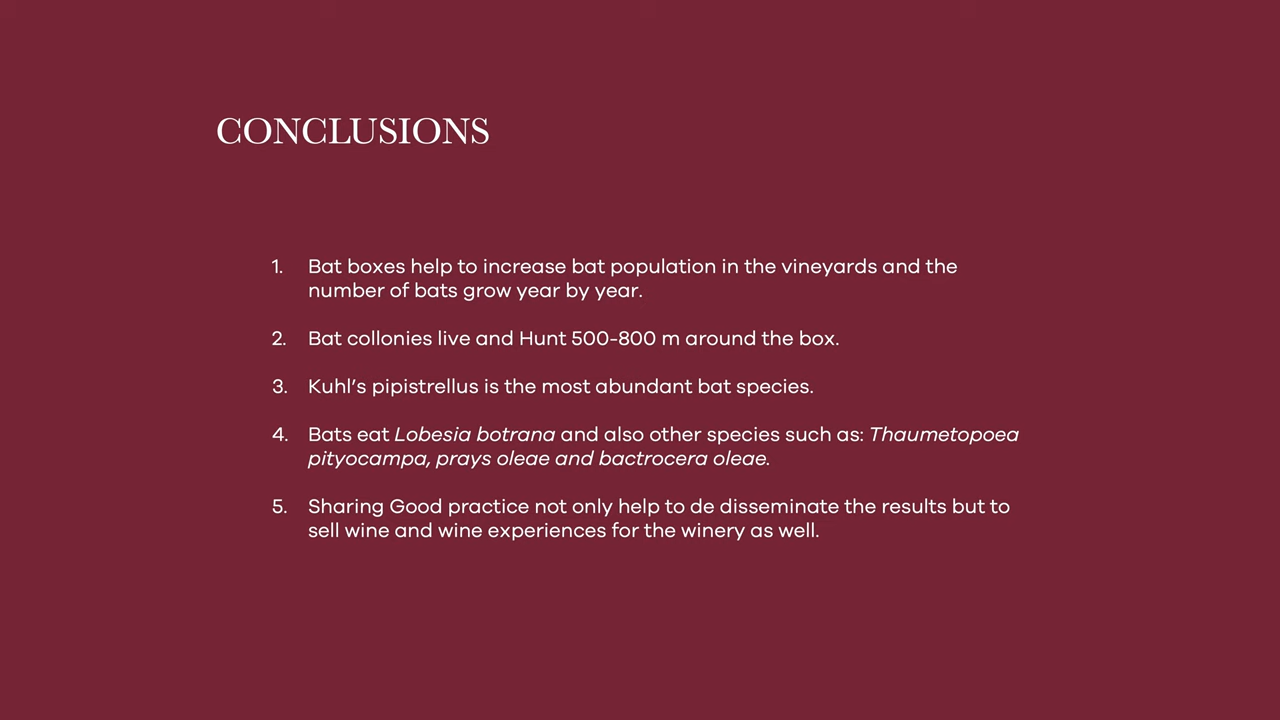 CONCLUSIONS
1. Bat boxes help to increase bat population in the vineyards and the
number of bats grow year by year.
2. Bat collonies live and Hunt 500-800 m around the box.
3. Kuhl’s pipistrellus is the most abundant bat species.
4. Bats eat Lobesia botrana and also other species such as: Thaumetopoea
pityocampa, prays oleae and bactrocera oleae.
5. Sharing Good practice not only help to de disseminate the results but to
sell wine and wine experiences for the winery as well.